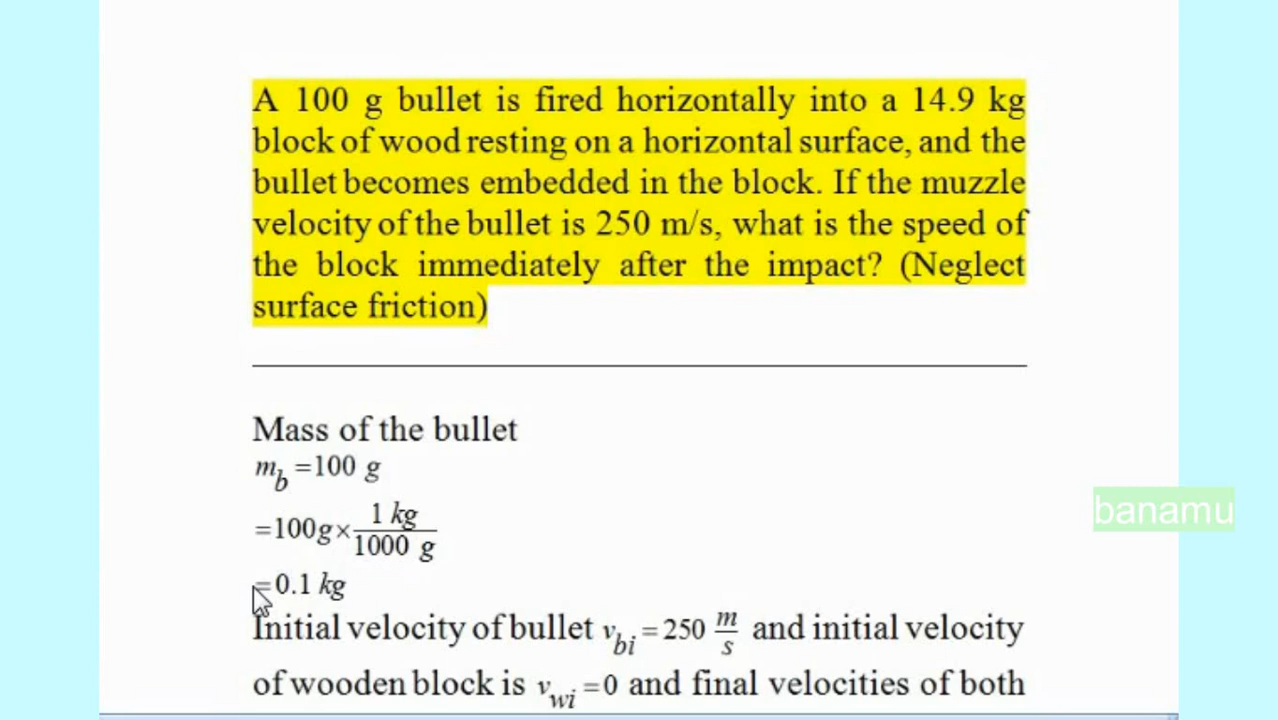 A 100 g bullet is fired horizontally into a 14.9 kg
block of wood resting on a horizontal surface, and the
bullet becomes embedded in the block. If the muzzle
velocity of the bullet is 250 m/s, what is the speed of
the block immediately after the impact? (Neglect
surface friction)
Mass of the bullet
m_b =100 g
=100g×1 kg/1000 g
=0.1 kg
banamu
Initial velocity of bullet v_bi =250 m/s and initial velocity
of wooden block is v_wi =0 and final velocities of both